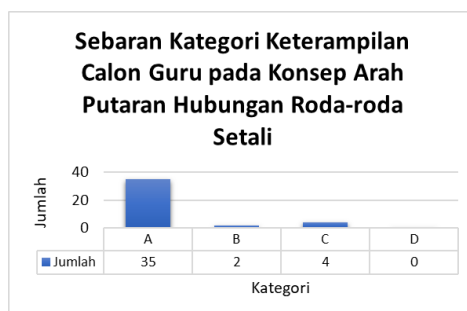 Sebaran Kategori Keterampilan
Calon Guru pada Konsep Arah
Putaran Hubungan Roda-roda
Setali
40
20
0
Jumlah
A B C D
Jumlah 35 2 4 0
Kategori